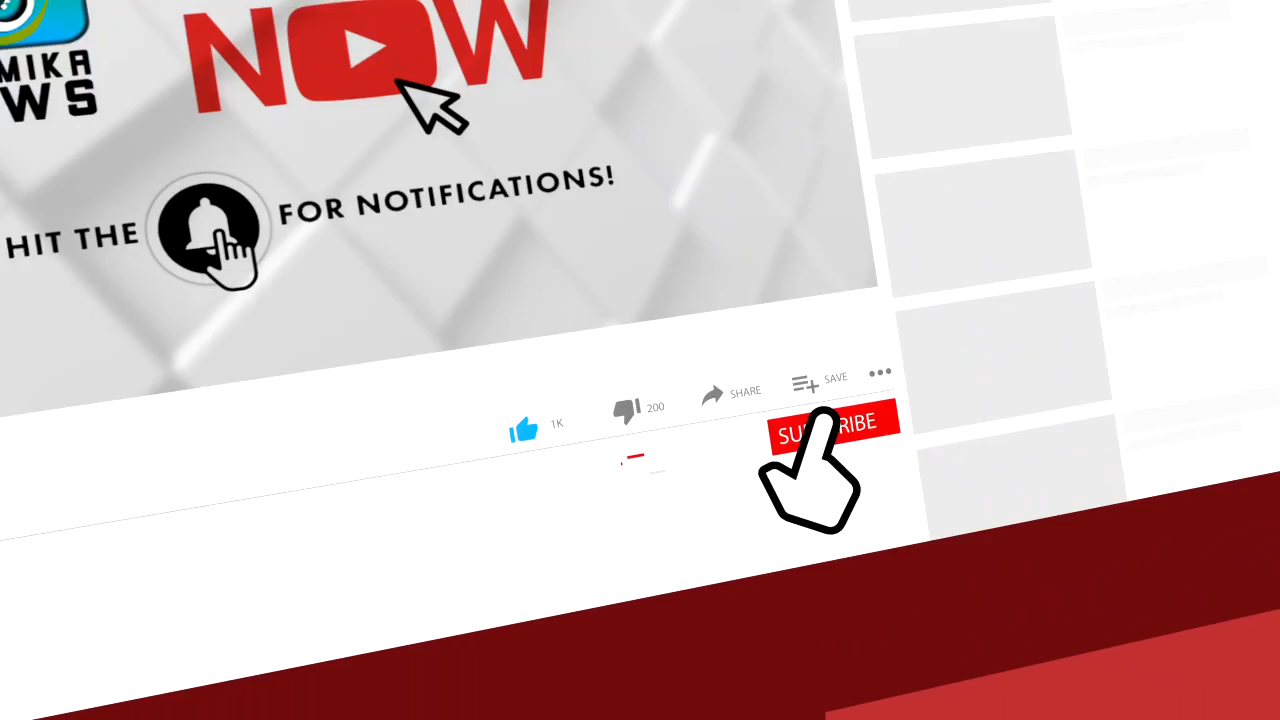 NOW
MIKA
WS
HIT THE FOR NOTIFICATIONS!
1K
200
SHARE
SAVE